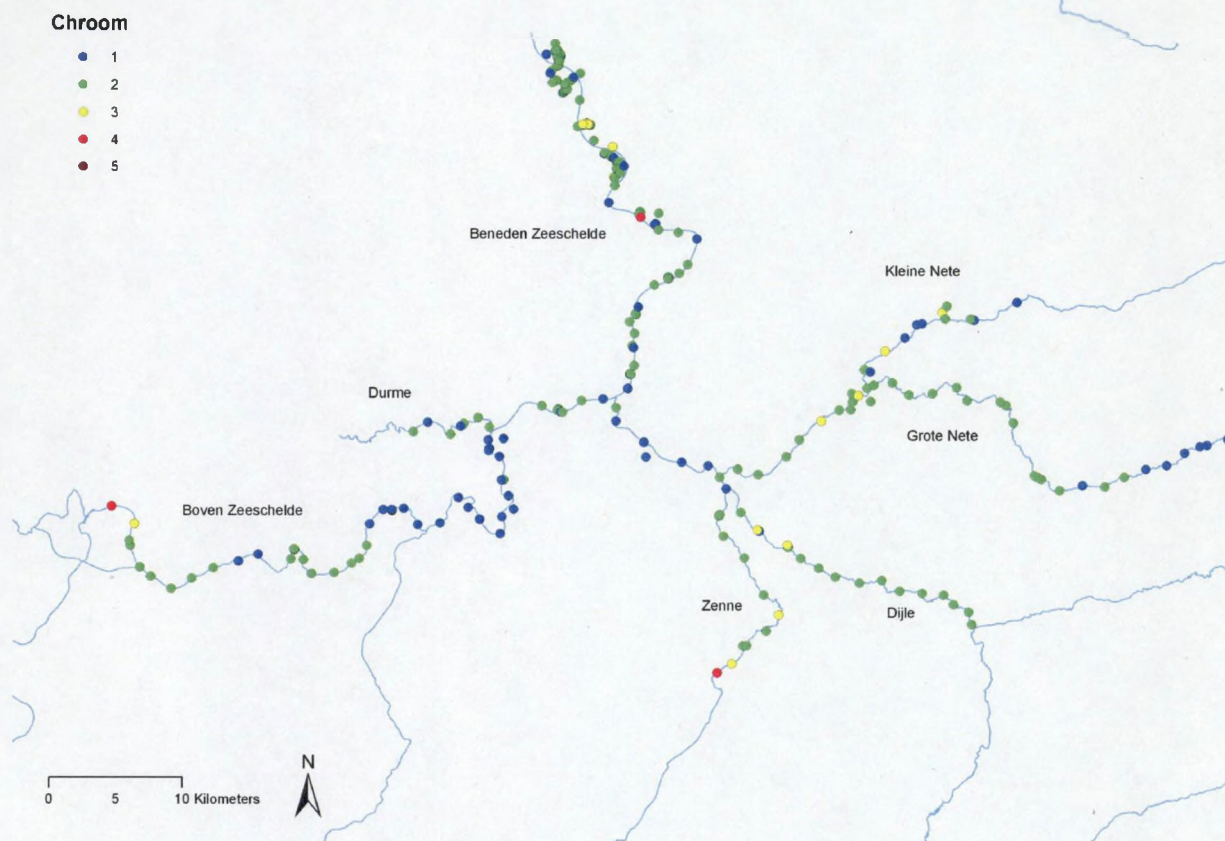 Chroom
1
2
3
4
5
Beneden Zeeschelde
Kleine Nete
Durme
Grote Nete
Boven Zeeschelde
Zenne
Dijle
N
0 5 10 Kilometers